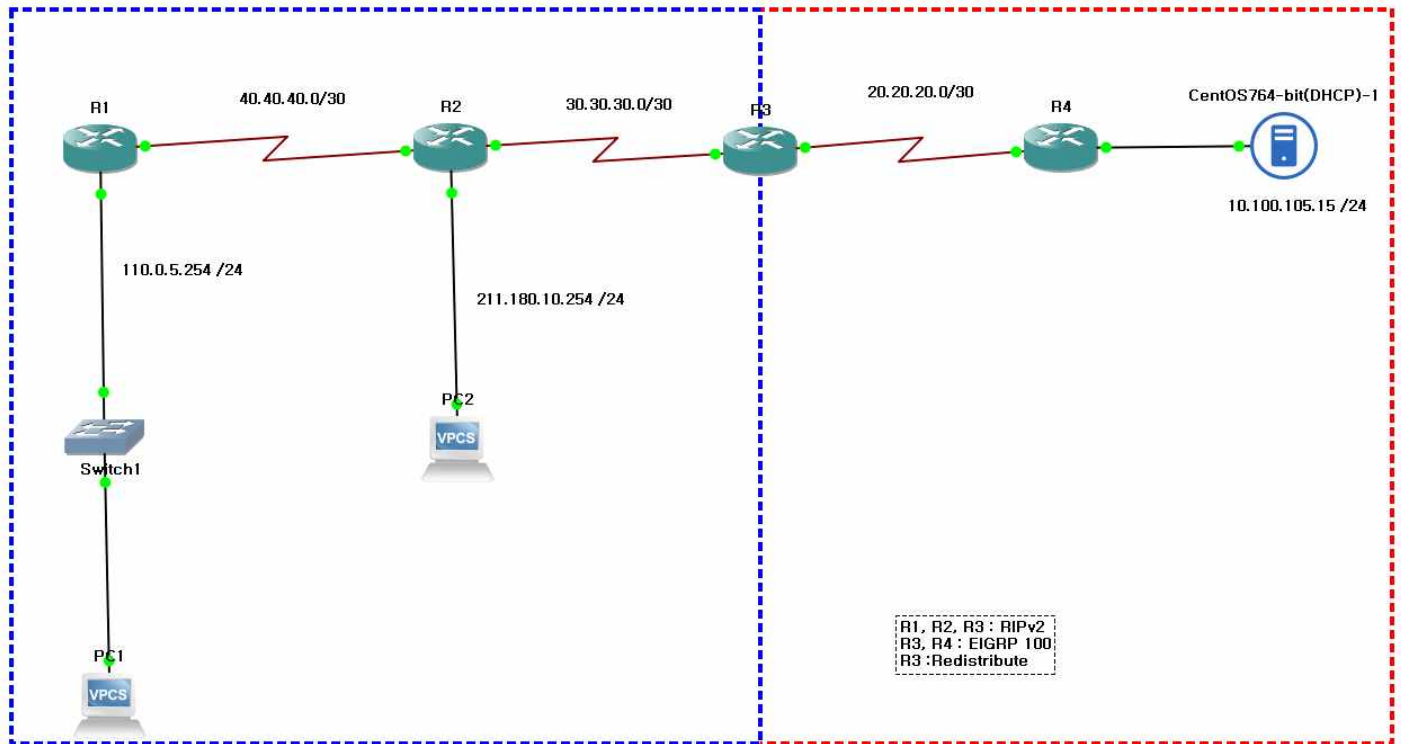 R1
40.40.40.0/30
R2
30.30.30.0/30
R3
20.20.20.0/30
R4
CentOS764-bit(DHCP)-1
10.100.105.15 /24
110.0.5.254 /24
211.180.10.254 /24
PC2
VPCS
Switch1
PC1
VPCS
R1, R2, R3 : RIPv2
R3, R4 : EIGRP 100
R3 :Redistribute